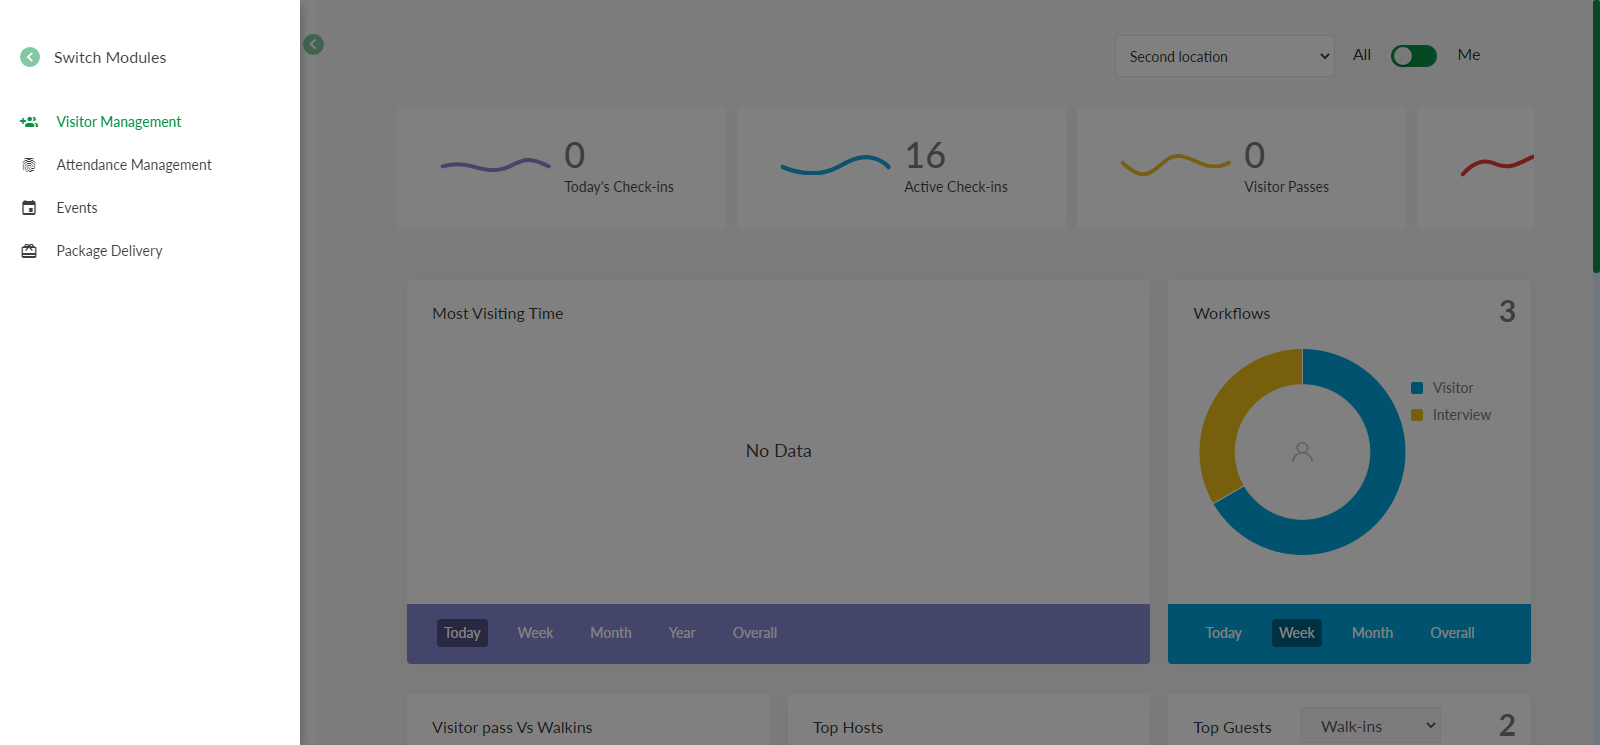 Switch Modules
Visitor Management
Attendance Management
Events
Package Delivery
Second location
All
Me
0
Today's Check-ins
16
Active Check-ins
0
Visitor Passes
Most Visiting Time
No Data
Today Week Month Year Overall
Workflows
3
Visitor
Interview
Today Week Month Overall
Visitor pass Vs Walkins
Top Hosts
Top Guests
Walk-ins
2